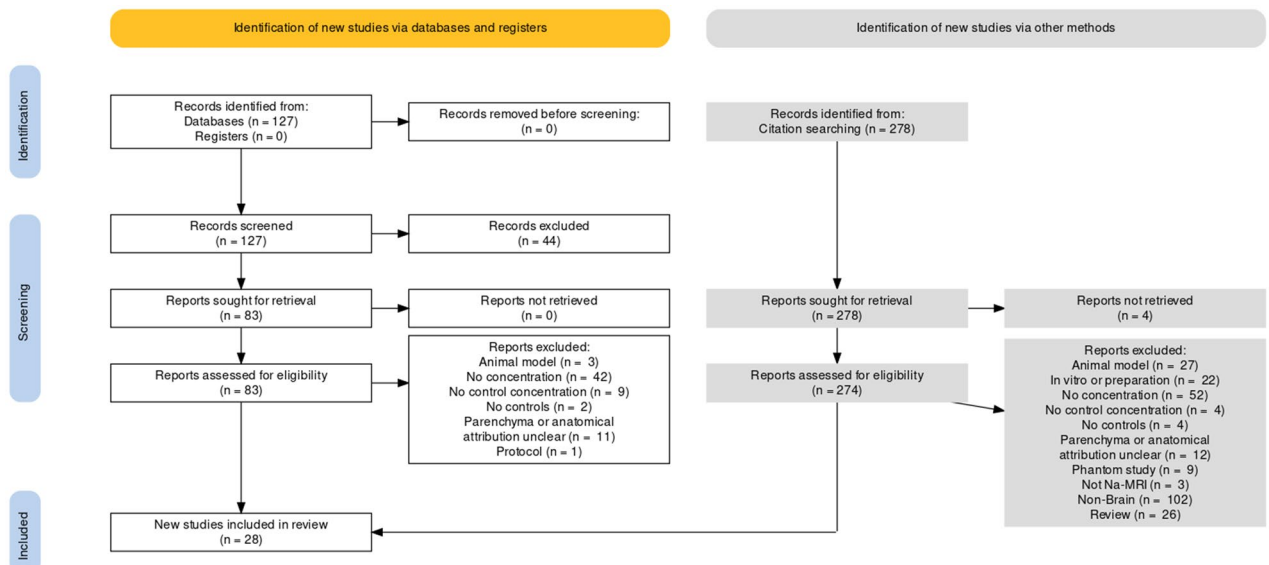 Identification of new studies via databases and registers
Identification of new studies via other methods
Identification
Records identified from:
Databases (n = 127)
Registers (n = 0)
Records removed before screening:
(n = 0)
Records identified from:
Citation searching (n = 278)
Screening
Records screened
(n = 127)
Records excluded
(n = 44)
Reports sought for retrieval
(n = 83)
Reports not retrieved
(n = 0)
Reports sought for retrieval
(n = 278)
Reports not retrieved
(n = 4)
Reports assessed for eligibility
(n = 83)
Reports excluded:
Animal model (n = 3)
No concentration (n = 42)
No control concentration (n = 9)
No controls (n = 2)
Parenchyma or anatomical
attribution unclear (n = 11)
Protocol (n = 1)
Reports assessed for eligibility
(n = 274)
Reports excluded:
Animal model (n = 27)
In vitro or preparation (n = 22)
No concentration (n = 52)
No control concentration (n = 4)
No controls (n = 4)
Parenchyma or anatomical
attribution unclear (n = 12)
Phantom study (n = 9)
Not Na-MRI (n = 3)
Non-Brain (n = 102)
Review (n = 26)
Included
New studies included in review
(n = 28)